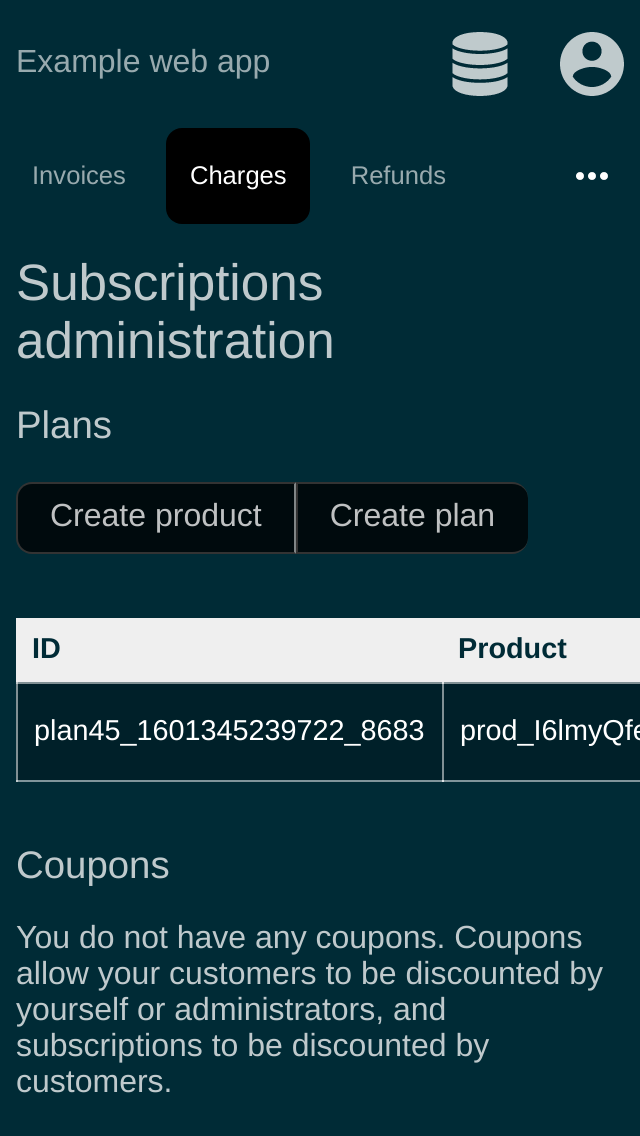 Example web app
Invoices Charges Refunds
Subscriptions
administration
Plans
Create product Create plan
ID Product
plan45_1601345239722_8683
Coupons
You do not have any coupons. Coupons
allow your customers to be discounted by
yourself or administrators, and
subscriptions to be discounted by
customers.